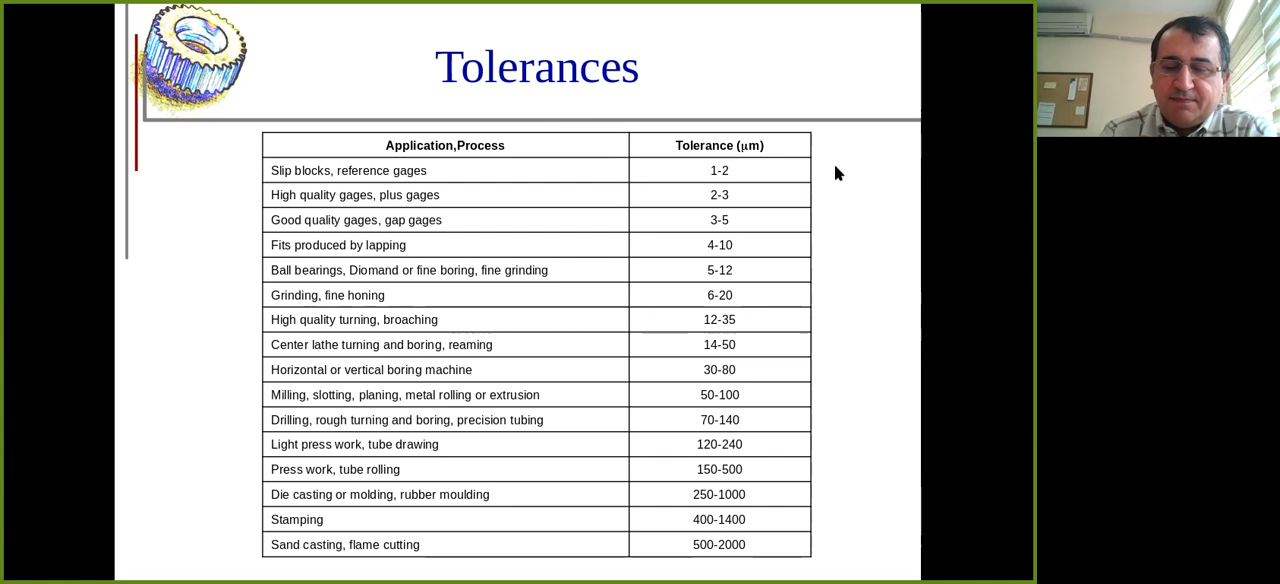 Tolerances
Application,Process Tolerance (μm)
Slip blocks, reference gages 1-2
High quality gages, plus gages 2-3
Good quality gages, gap gages 3-5
Fits produced by lapping 4-10
Ball bearings, Diomand or fine boring, fine grinding 5-12
Grinding, fine honing 6-20
High quality turning, broaching 12-35
Center lathe turning and boring, reaming 14-50
Horizontal or vertical boring machine 30-80
Milling, slotting, planing, metal rolling or extrusion 50-100
Drilling, rough turning and boring, precision tubing 70-140
Light press work, tube drawing 120-240
Press work, tube rolling 150-500
Die casting or molding, rubber moulding 250-1000
Stamping 400-1400
Sand casting, flame cutting 500-2000